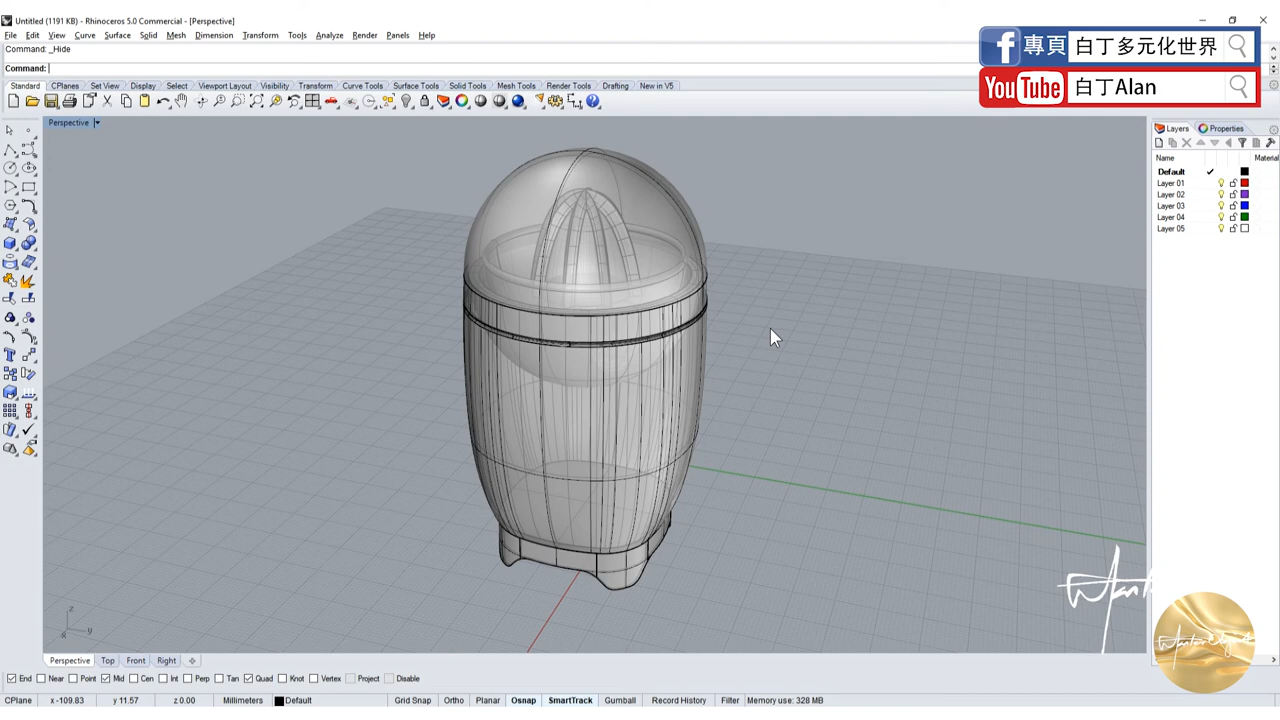 Untitled (1191 KB) - Rhinoceros 5.0 Commercial - [Perspective]
File Edit View Curve Surface Solid Mesh Dimension Transform Tools Analyze Render Panels Help
Command: _Hide
Command:
專頁 白丁多元化世界
YouTube 白丁Alan
Standard CPlanes Set View Display Select Viewport Layout Visibility Transform Curve Tools Surface Tools Solid Tools Mesh Tools Render Tools Drafting New in V5
Perspective
Layers Properties
Name Material
Default
Layer 01
Layer 02
Layer 03
Layer 04
Layer 05
z
x y
Perspective Top Front Right
End Near Point Mid Cen Int Perp Tan Quad Knot Vertex Project Disable
CPlane x -109.83 y 11.57 z 0.00 Millimeters Default Grid Snap Ortho Planar Osnap SmartTrack Gumball Record History Filter Memory use: 328 MB